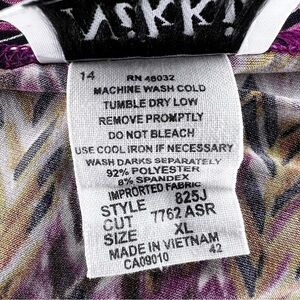 14 RN 46032
MACHINE WASH COLD
TUMBLE DRY LOW
REMOVE PROMPTLY
DO NOT BLEACH
USE COOL IRON IF NECESSARY
WASH DARKS SEPARATELY
92% POLYESTER
8% SPANDEX
IMPORTED FABRIC
STYLE 825J
CUT 7762 ASR
SIZE XL
MADE IN VIETNAM
CA09010 42